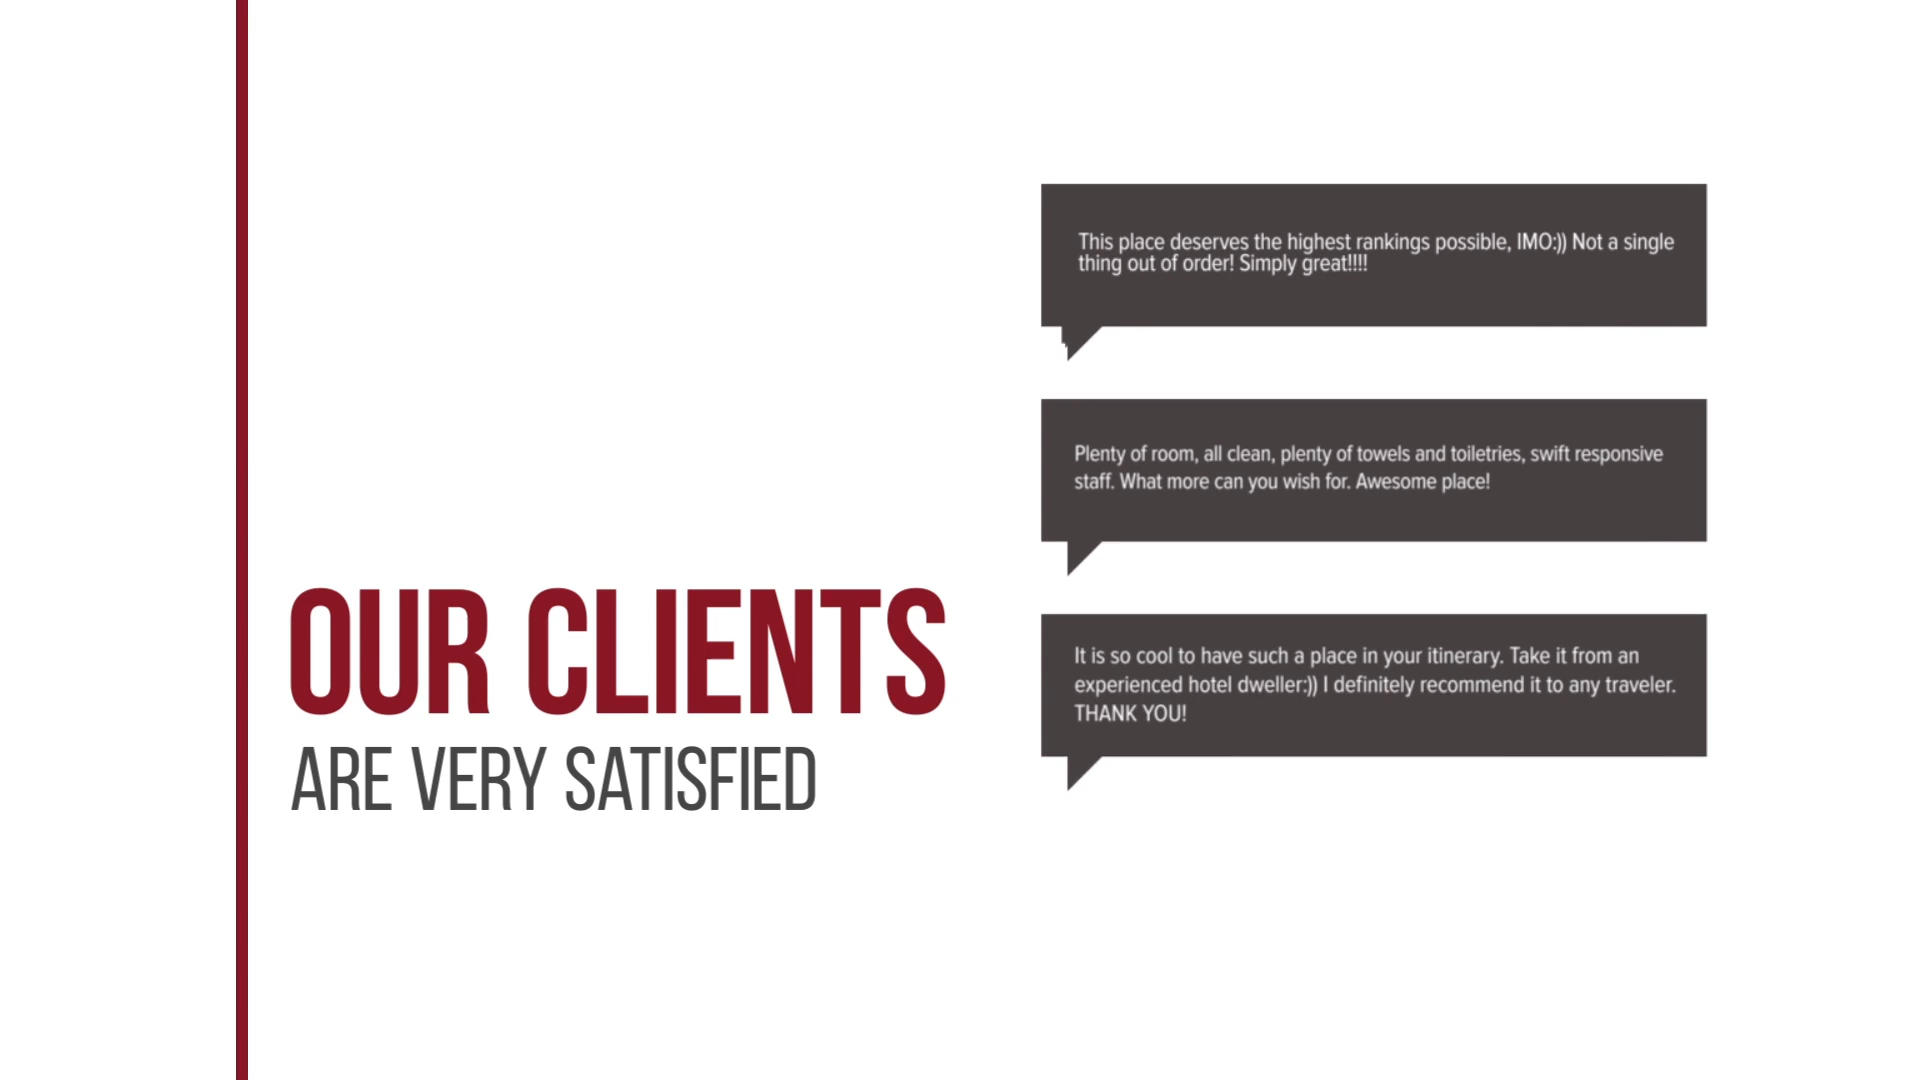 OUR CLIENTS
ARE VERY SATISFIED
This place deserves the highest rankings possible, IMO:)) Not a single
thing out of order! Simply great!!!!
Plenty of room, all clean, plenty of towels and toiletries, swift responsive
staff. What more can you wish for. Awesome place!
It is so cool to have such a place in your itinerary. Take it from an
experienced hotel dweller:)) I definitely recommend it to any traveler.
THANK YOU!